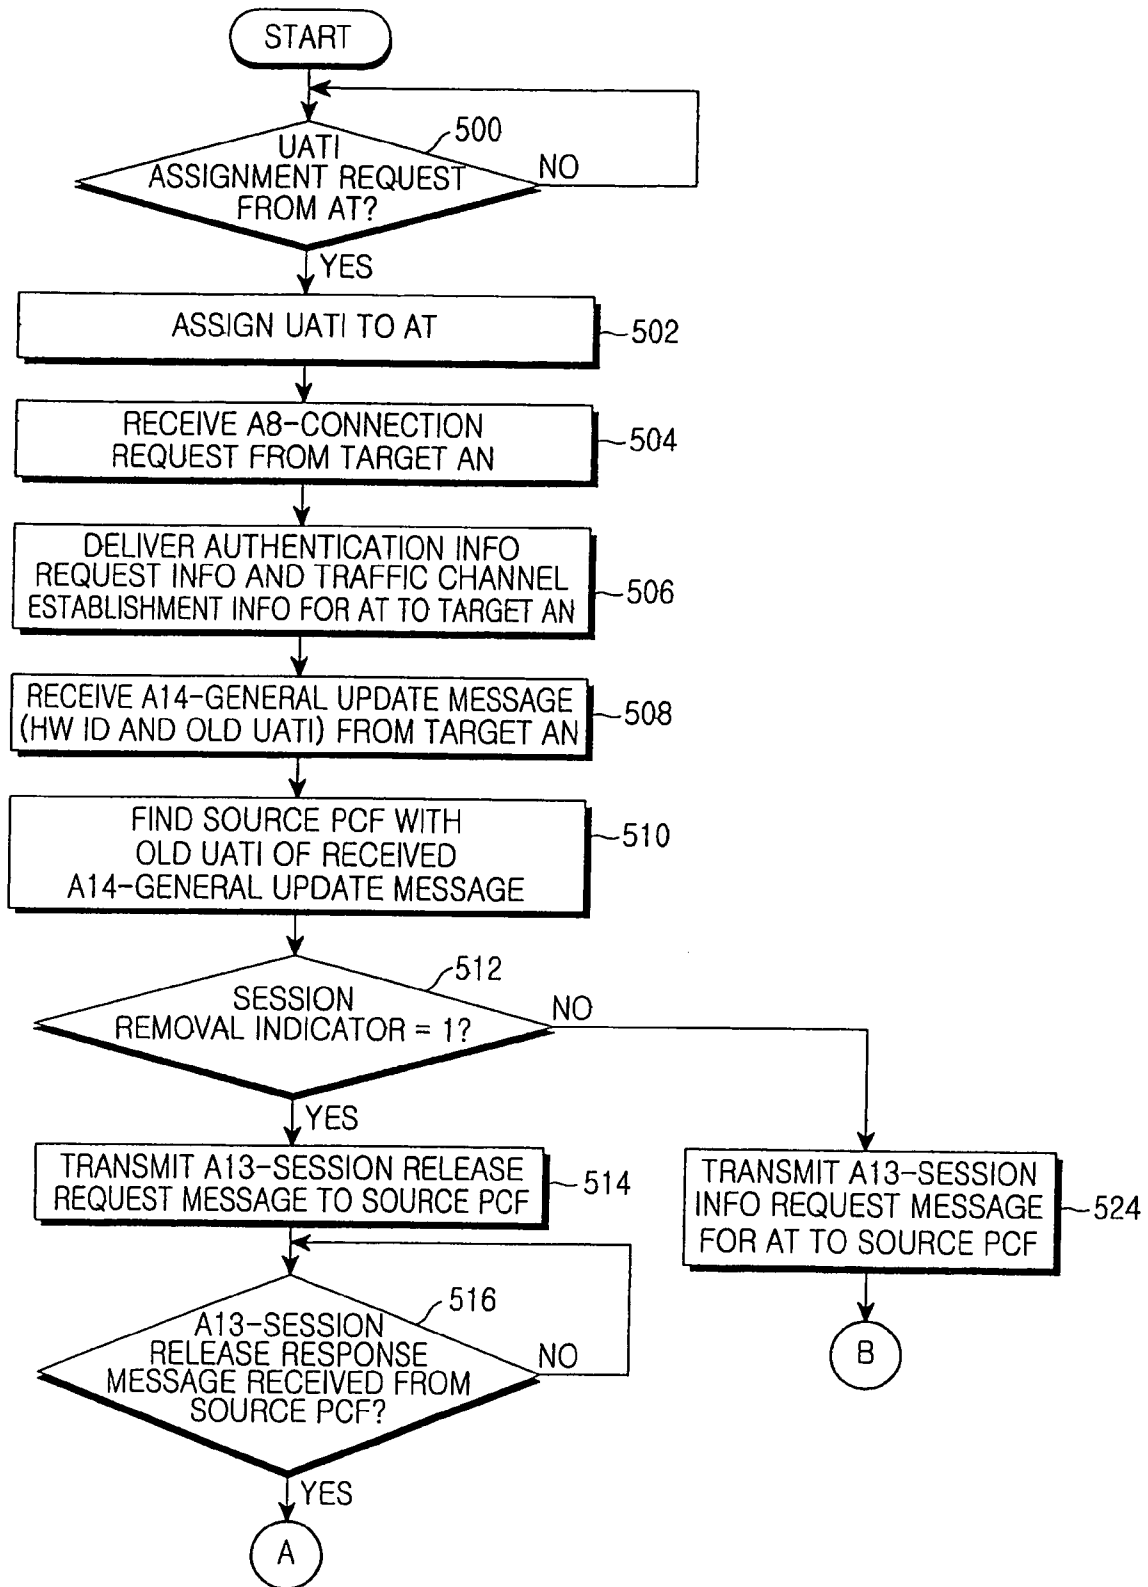 START
500
UATI
ASSIGNMENT REQUEST
FROM AT?
NO
YES
ASSIGN UATI TO AT
502
RECEIVE A8-CONNECTION
REQUEST FROM TARGET AN
504
DELIVER AUTHENTICATION INFO
REQUEST INFO AND TRAFFIC CHANNEL
ESTABLISHMENT INFO FOR AT TO TARGET AN
506
RECEIVE A14-GENERAL UPDATE MESSAGE
(HW ID AND OLD UATI) FROM TARGET AN
508
FIND SOURCE PCF WITH
OLD UATI OF RECEIVED
A14-GENERAL UPDATE MESSAGE
510
512
SESSION
REMOVAL INDICATOR = 1?
NO
YES
TRANSMIT A13-SESSION RELEASE
REQUEST MESSAGE TO SOURCE PCF
514
TRANSMIT A13-SESSION
INFO REQUEST MESSAGE
FOR AT TO SOURCE PCF
524
516
A13-SESSION
RELEASE RESPONSE
MESSAGE RECEIVED FROM
SOURCE PCF?
NO
B
YES
A